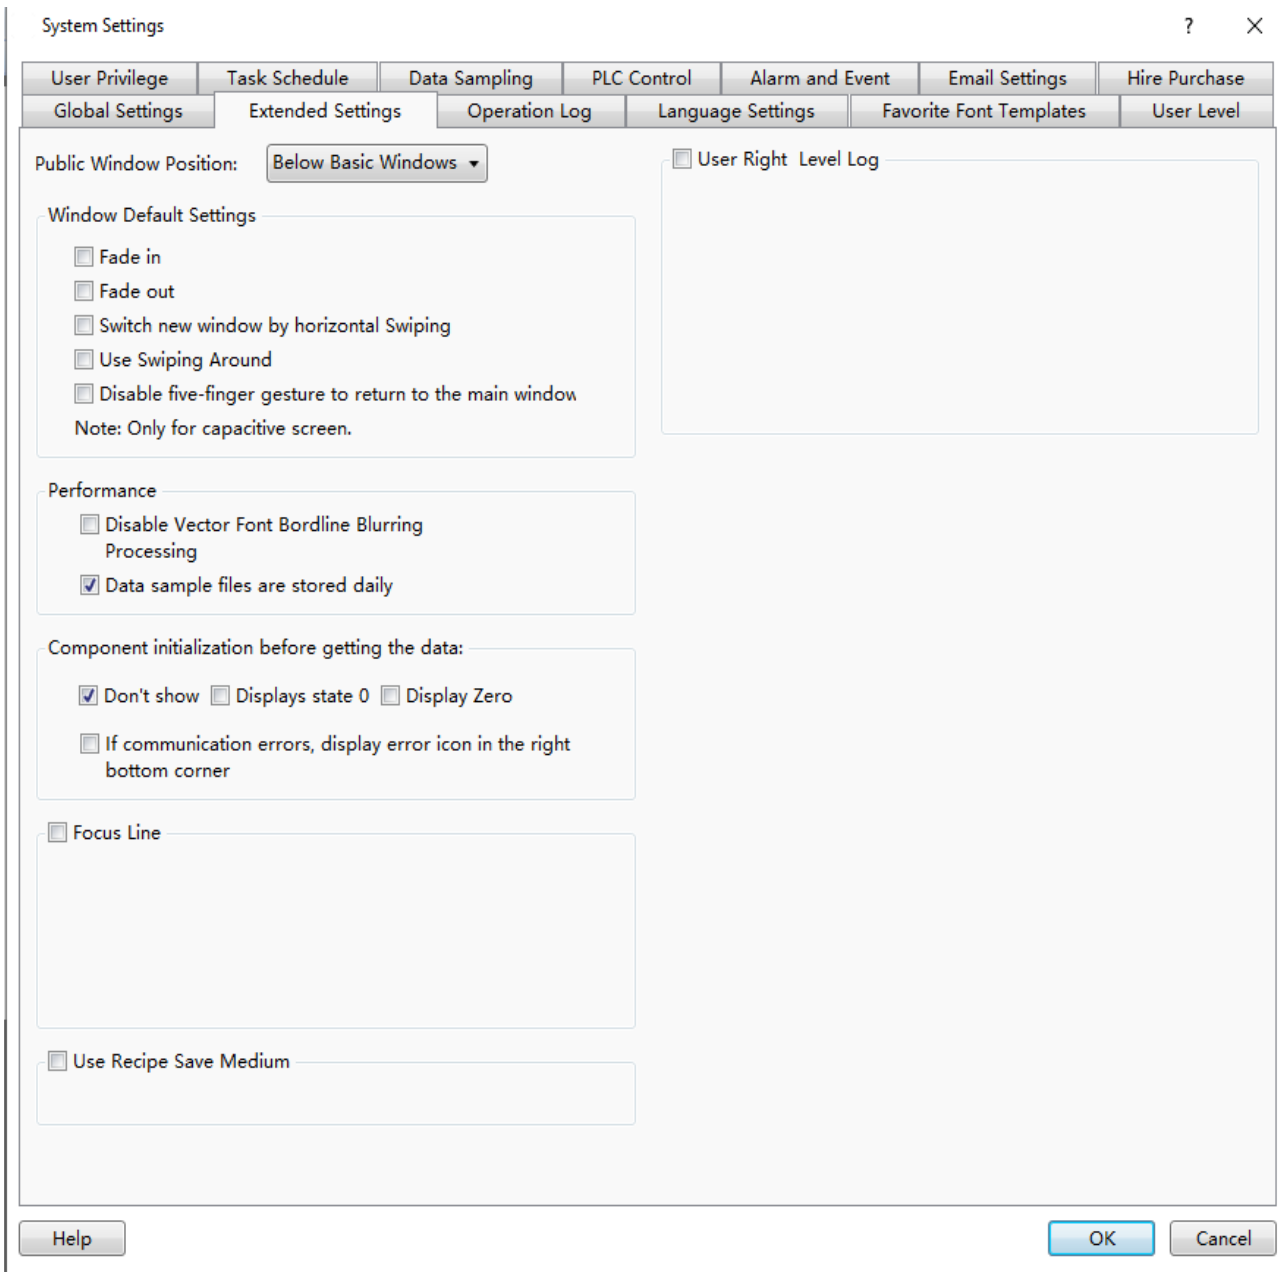 System Settings
?
User Privilege
Task Schedule
Data Sampling
PLC Control
Alarm and Event
Email Settings
Hire Purchase
Global Settings
Extended Settings
Operation Log
Language Settings
Favorite Font Templates
User Level
Public Window Position:
Below Basic Windows
Window Default Settings
Fade in
Fade out
Switch new window by horizontal Swiping
Use Swiping Around
Disable five-finger gesture to return to the main window
Note: Only for capacitive screen.
Performance
Disable Vector Font Bordline Blurring
Processing
Data sample files are stored daily
Component initialization before getting the data:
Don't show
Displays state 0
Display Zero
If communication errors, display error icon in the right
bottom corner
Focus Line
Use Recipe Save Medium
User Right  Level Log
Help
OK
Cancel